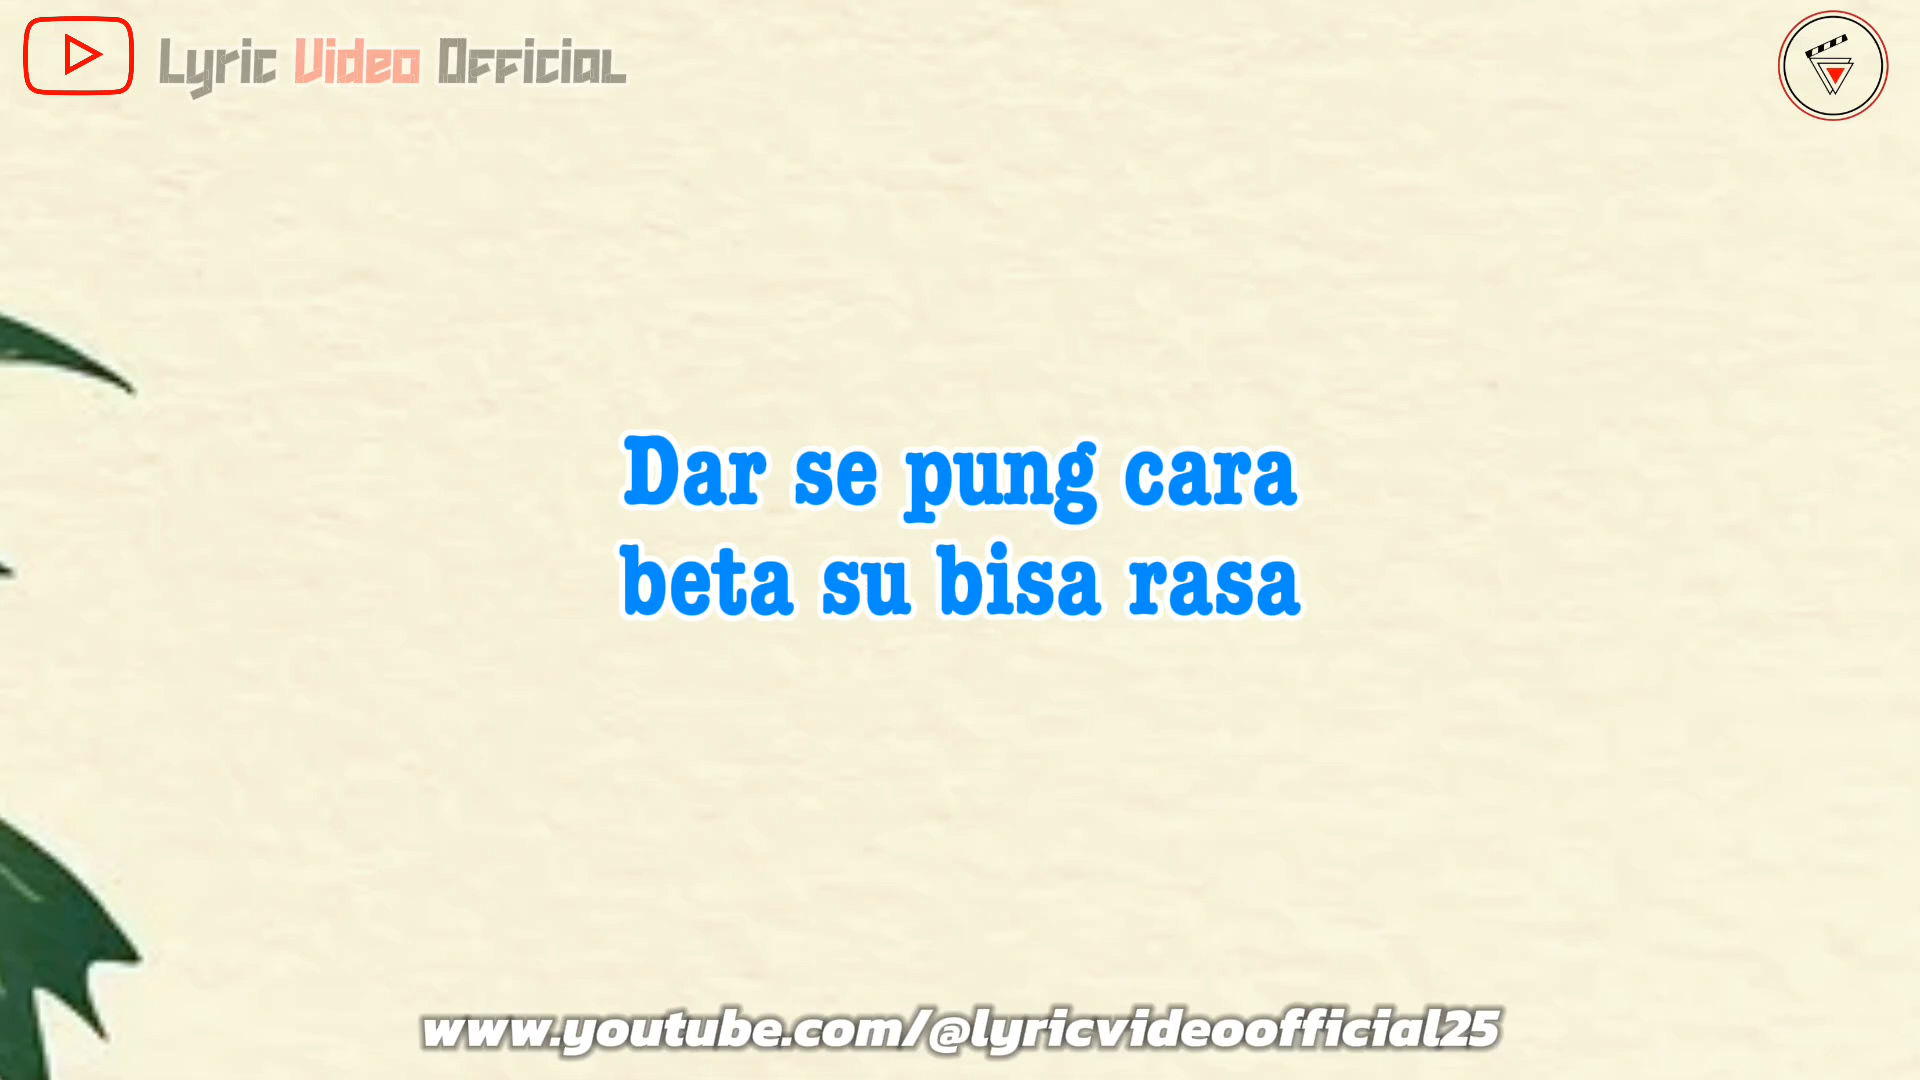 Lyric Video Official
Dar se pung cara
beta su bisa rasa
www.youtube.com/@lyricvideoofficial25